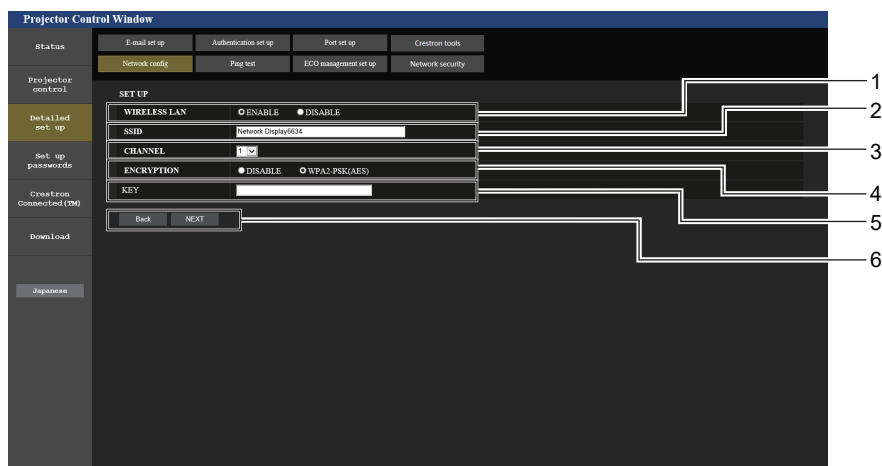 Projector Control Window
Status
E-mail set up
Authentication set up
Port set up
Crestron tools
Network config
Ping test
ECO management set up
Network security
Projector
control
Detailed
set up
Set up
passwords
Crestron
Connected(TM)
Download
Japanese
SET UP
WIRELESS LAN ENABLE DISABLE
SSID Network Display6634
CHANNEL 1
ENCRYPTION DISABLE WPA2-PSK(AES)
KEY
Back NEXT
1
2
3
4
5
6